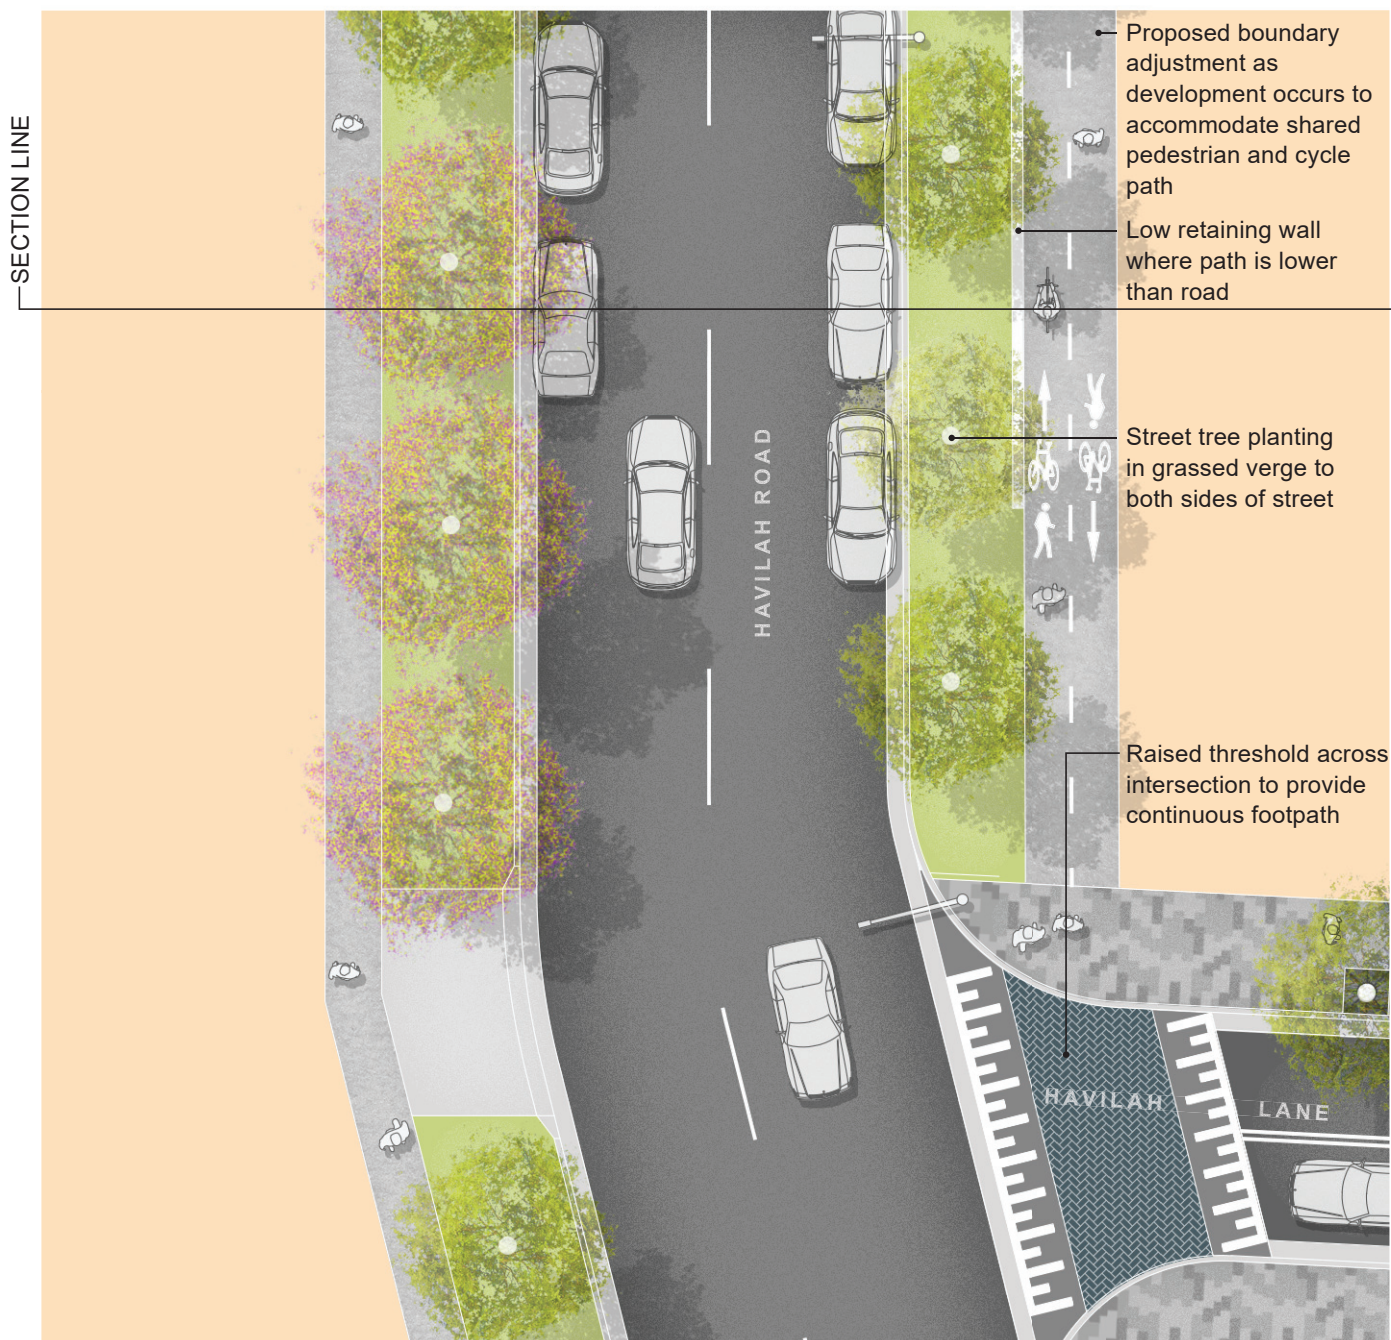 Proposed boundary
adjustment as
development occurs to
accommodate shared
pedestrian and cycle
path
SECTION LINE
Low retaining wall
where path is lower
than road
Street tree planting
in grassed verge to
both sides of street
HAVILAH ROAD
Raised threshold across
intersection to provide
continuous footpath
HAVILAH LANE